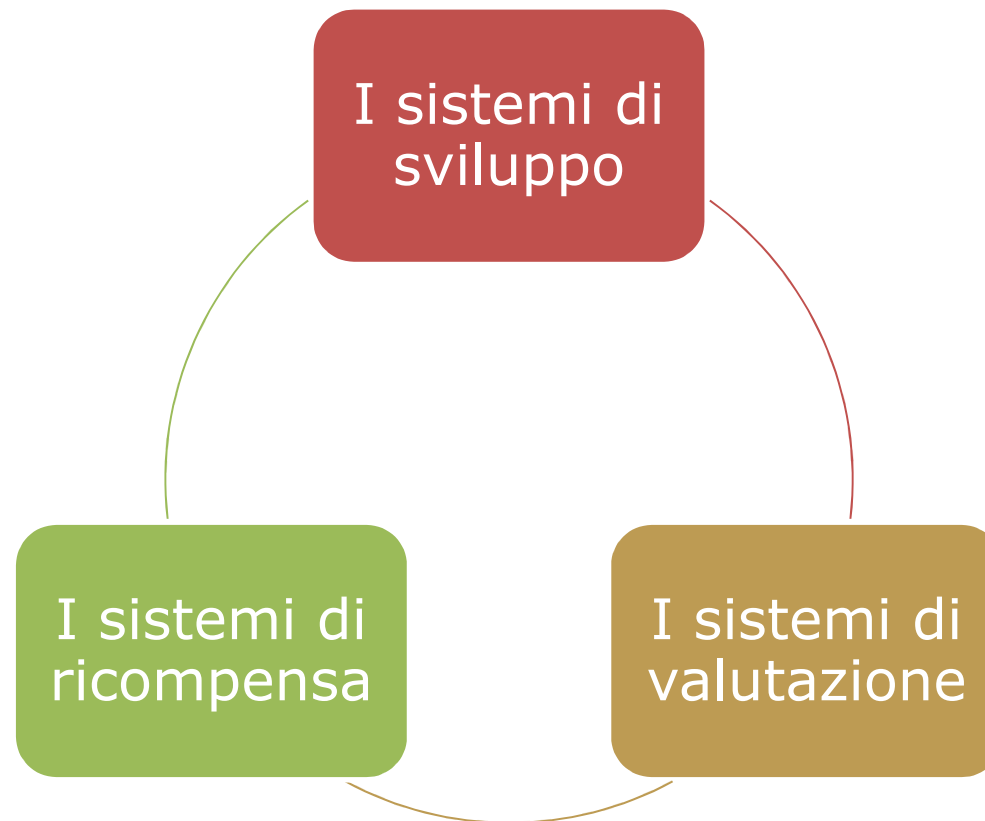 I sistemi di
sviluppo
I sistemi di
ricompensa
I sistemi di
valutazione